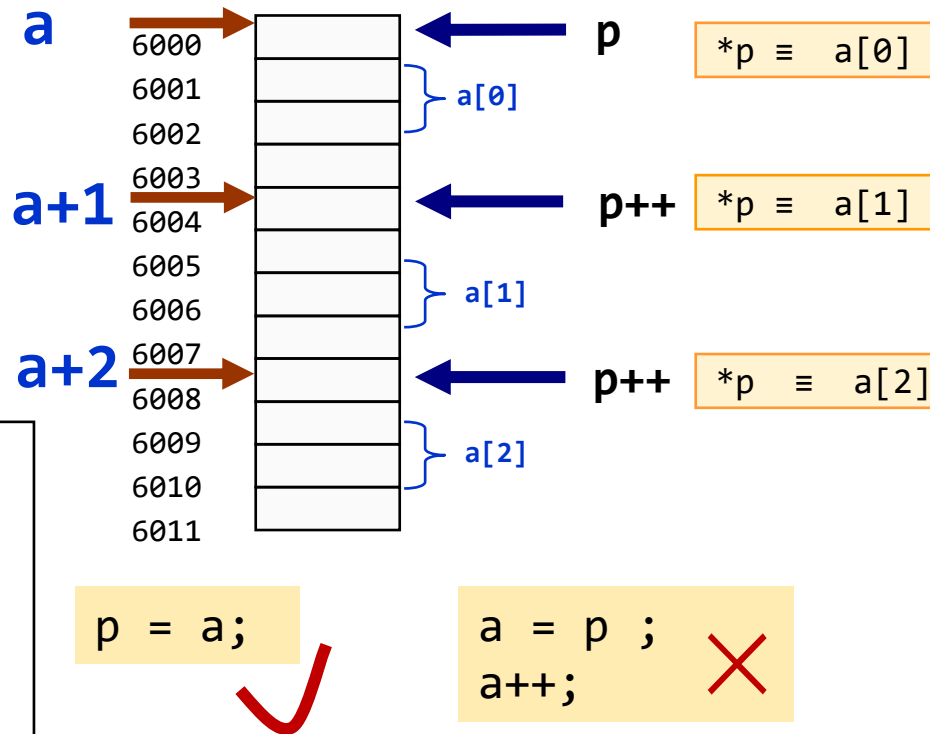 a
6000
p
*p ≡ a[0]
6001
a[0]
6002
6003
a+1
p++
*p ≡ a[1]
6004
6005
a[1]
6006
6007
a+2
p++
*p ≡ a[2]
6008
6009
a[2]
6010
6011
p = a;
a = p ;
a++;